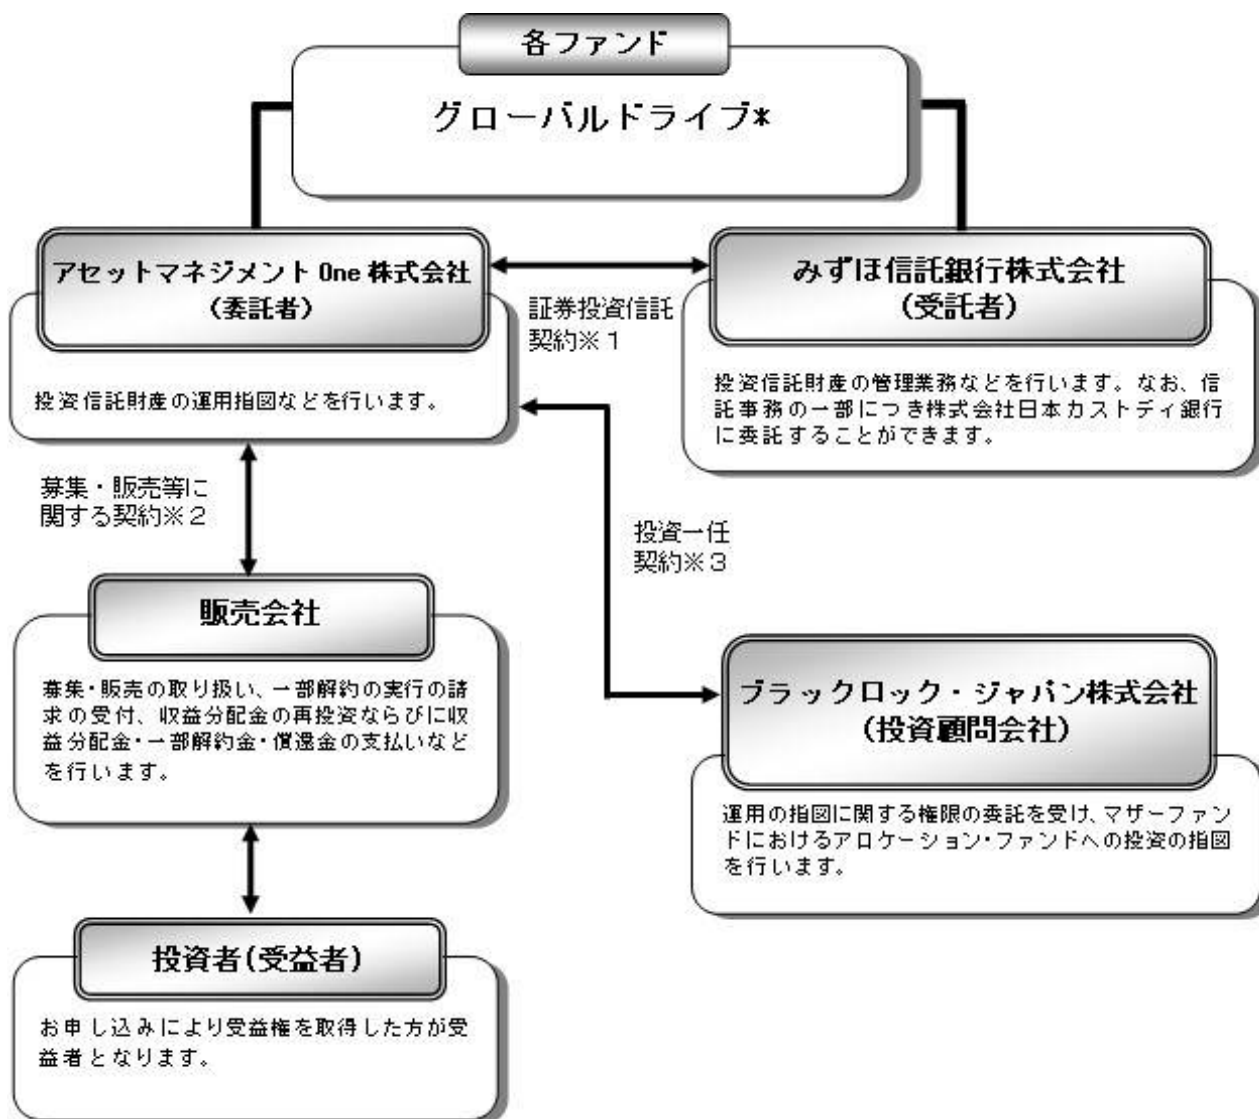 各ファンド
グローバルドライブ*
アセットマネジメント One 株式会社
(委託者)
投資信託財産の運用指図などを行います。
証券投資信託
契約※１
みずほ信託銀行株式会社
(受託者)
投資信託財産の管理業務などを行います。なお、信
託事務の一部につき株式会社日本カストディ銀行
に委託することができます。
募集・販売等に
関する契約※２
投資一任
契約※３
販売会社
募集・販売の取り扱い、一部解約の実行の請
求の受付、収益分配金の再投資ならびに収
益分配金・一部解約金・償還金の支払いなど
を行います。
ブラックロック・ジャパン株式会社
(投資顧問会社)
運用の指図に関する権限の委託を受け、マザーファン
ドにおけるアロケーション・ファンドへの投資の指図
を行います。
投資者(受益者)
お申し込みにより受益権を取得した方が受
益者となります。